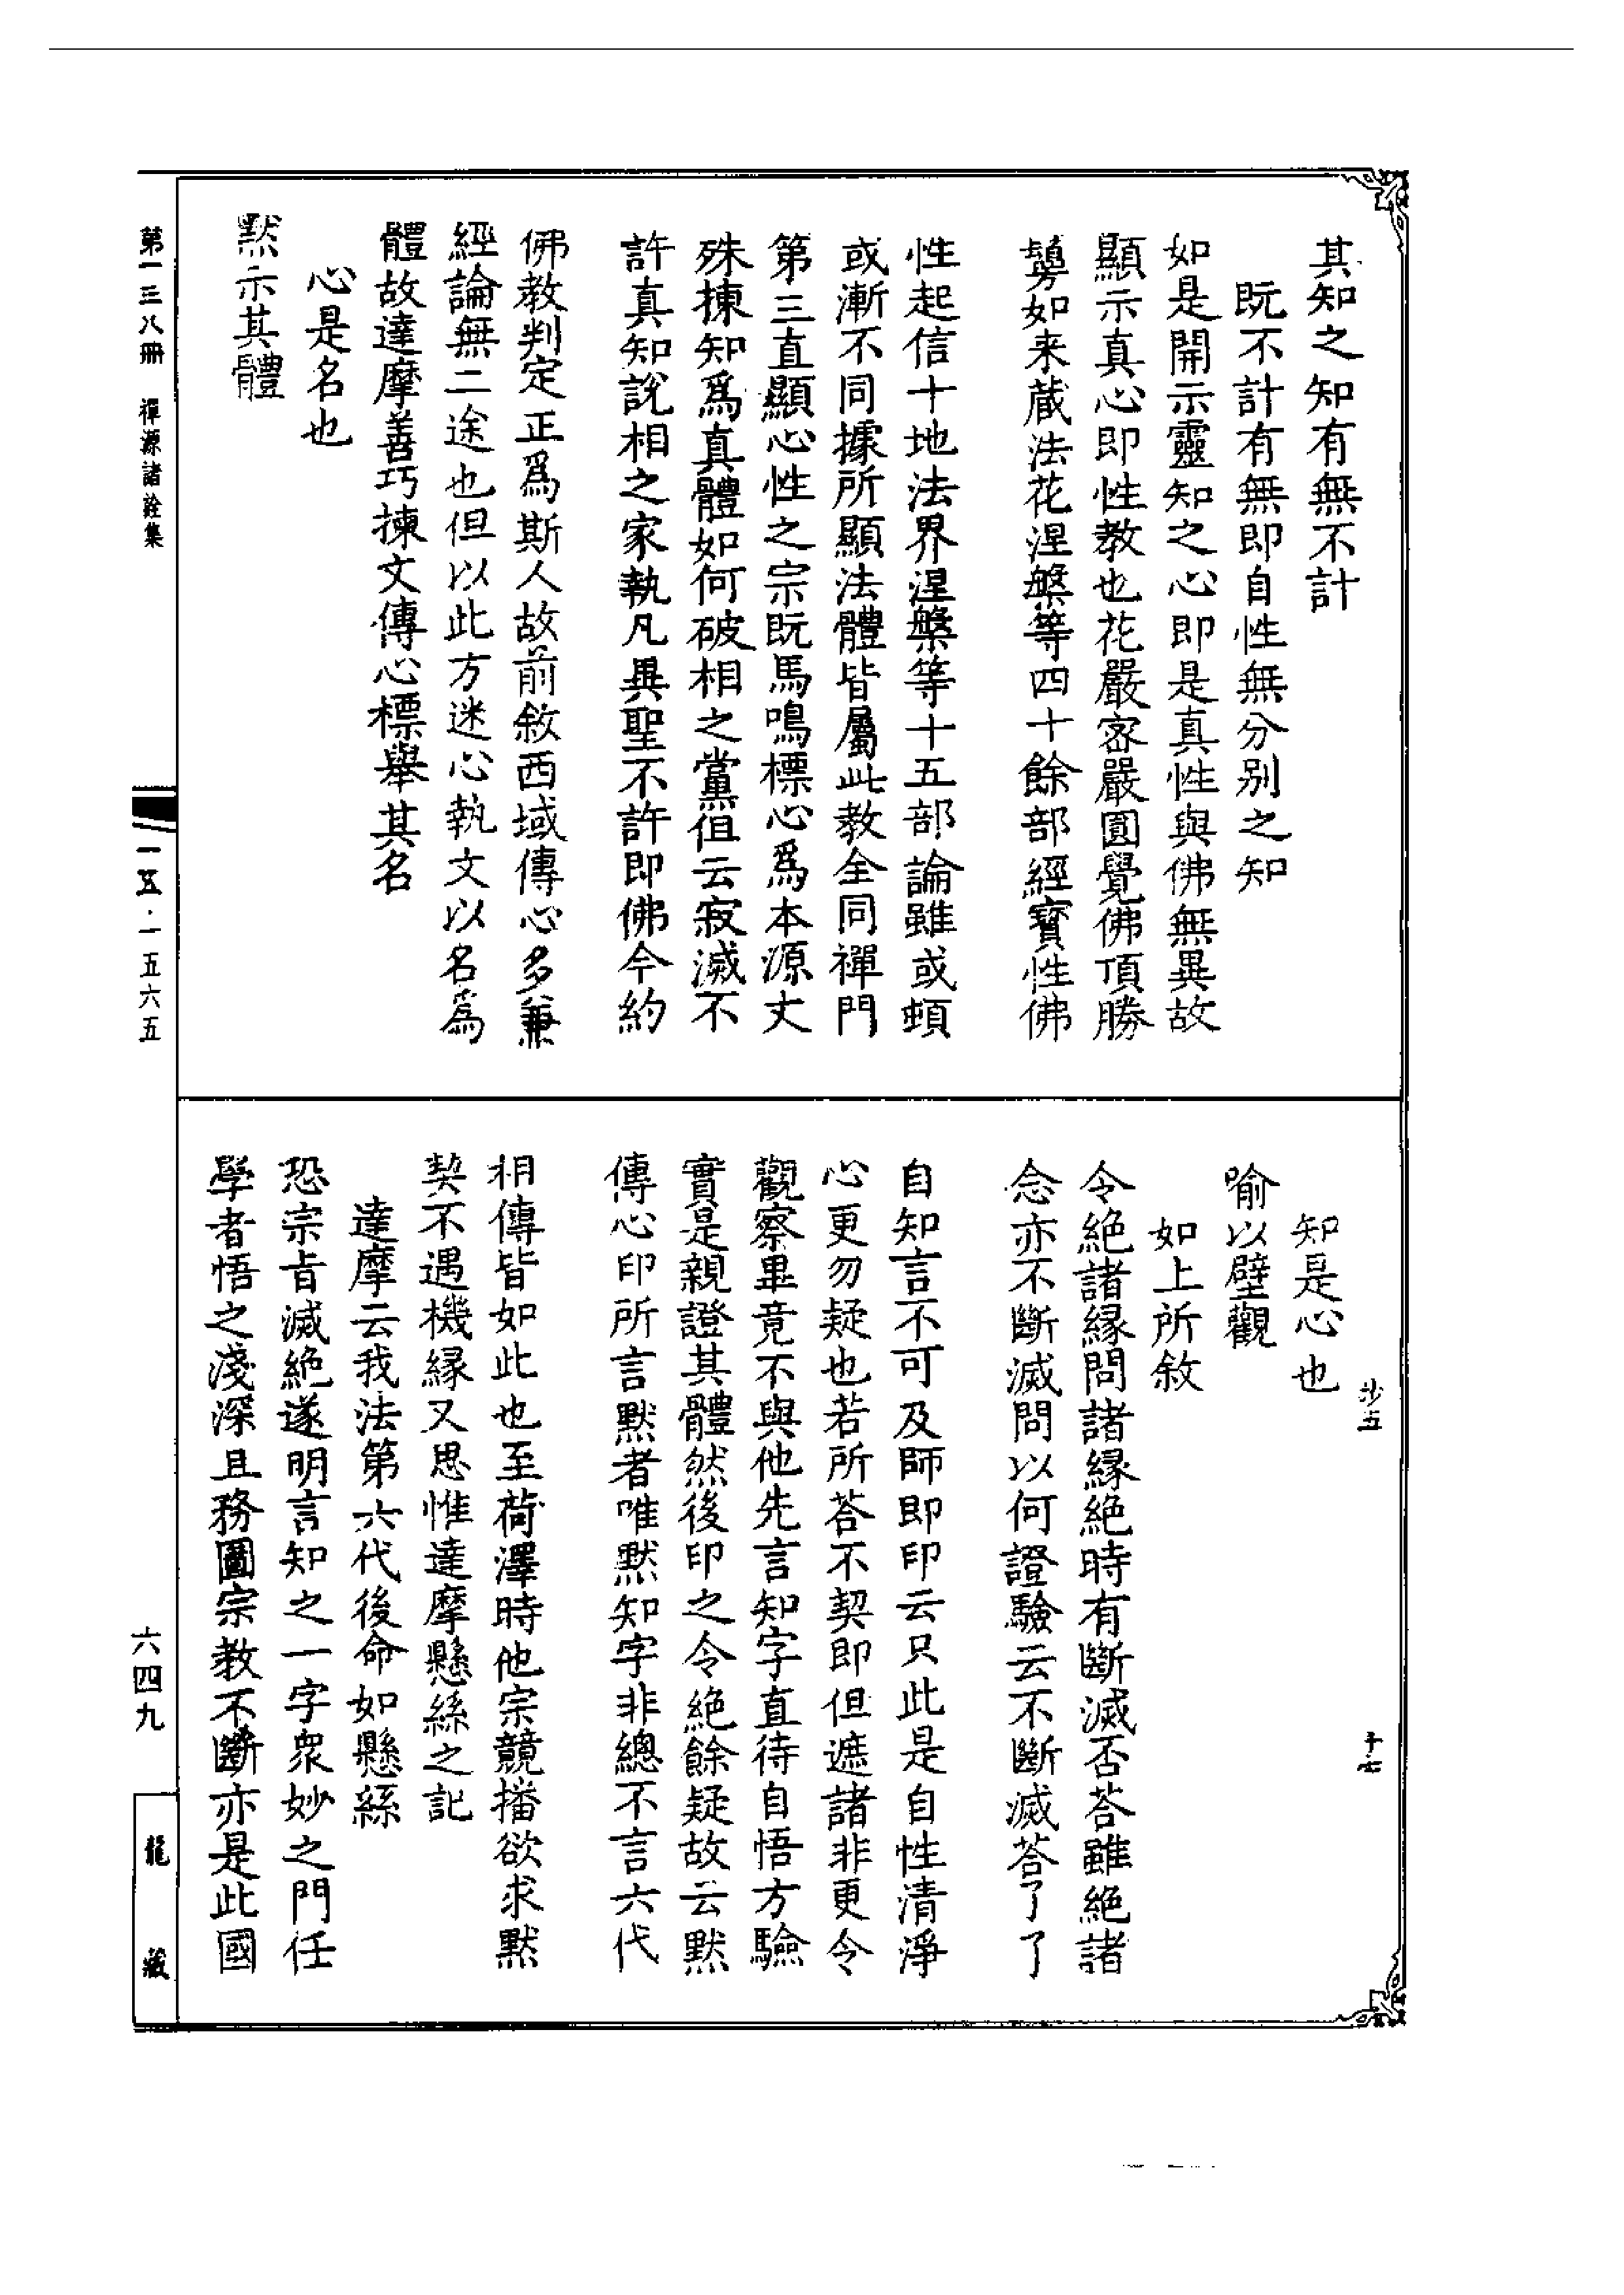 其知之知有無不計
既不計有無即自性無分別之知
如是開示靈知之心即是真性與佛無異故
顯示真心即性教也花嚴密嚴圓覺佛頂勝
鬘如来蔵法花涅槃等四十餘部經寳性佛
性起信十地法界涅槃等十五部論雖或頓
或漸不同據所顯法體皆屬此教全同禪門
第三直顯心性之宗既馬鳴標心爲本源丈
殊揀知爲真體如何破相之黨但云寂滅不
許真知說相之家執凡異聖不許即佛今約
佛教判定正爲斯人故前敘西域傳心多兼
經論無二途也但以此方迷心執文以名爲
體故達摩善巧揀文傳心標舉其名
心是名也
黙示其體
知是心也
喻以壁觀
如上所敘
令絶諸縁問諸縁絶時有斷滅否荅雖絶諸
念亦不斷滅問以何證驗云不斷滅荅了了
自知言不可及師即印云只此是自性清淨
心更勿疑也若所荅不契即但遮諸非更令
觀察畢竟不與他先言知字直待自悟方驗
實是親證其體然後印之令絶餘疑故云黙
傳心印所言黙者唯黙知字非總不言六代
相傳皆如此也至荷澤時他宗競播欲求黙
契不遇機縁又思惟達摩懸絲之記
達摩云我法第六代後命如懸絲
恐宗旨滅絶遂明言知之一字衆妙之門任
學者悟之淺深且務圖宗教不斷亦是此國
沙五
十七
第一三八冊 禪源諸詮集
一五·一五六五
六四九
龍藏